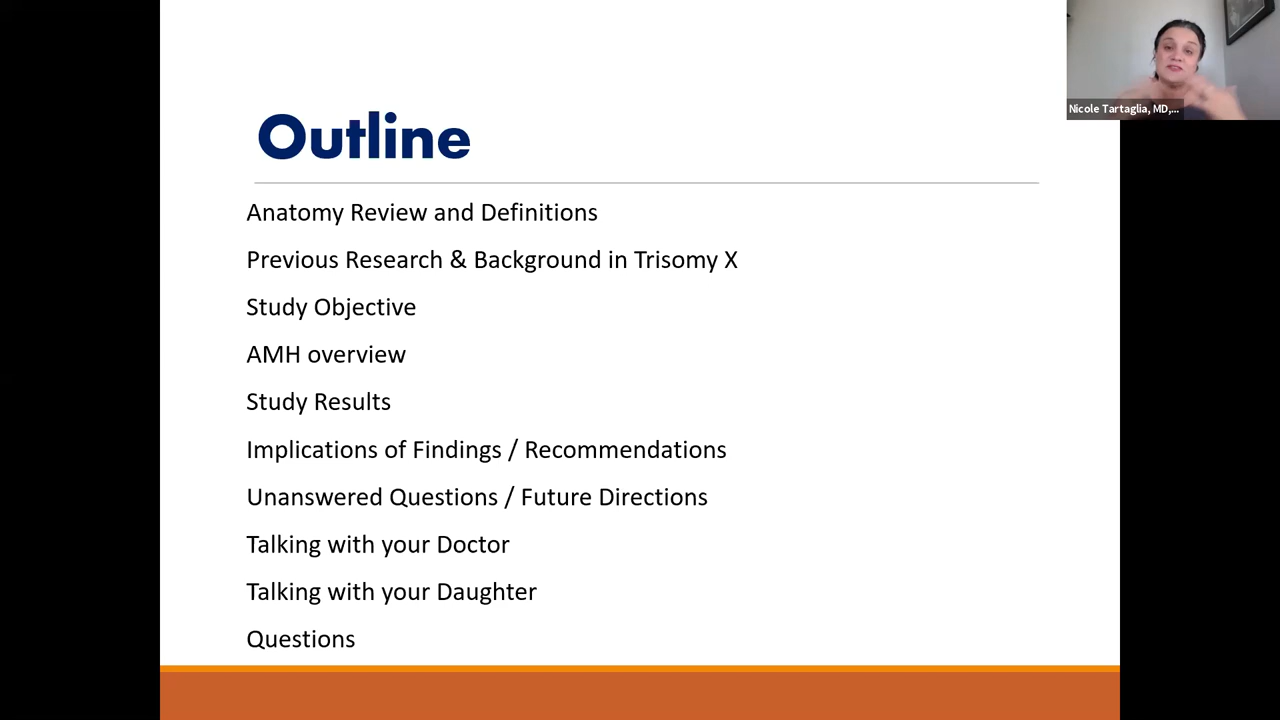 Outline
Nicole Tartaglia, MD,...
Anatomy Review and Definitions
Previous Research & Background in Trisomy X
Study Objective
AMH overview
Study Results
Implications of Findings / Recommendations
Unanswered Questions / Future Directions
Talking with your Doctor
Talking with your Daughter
Questions